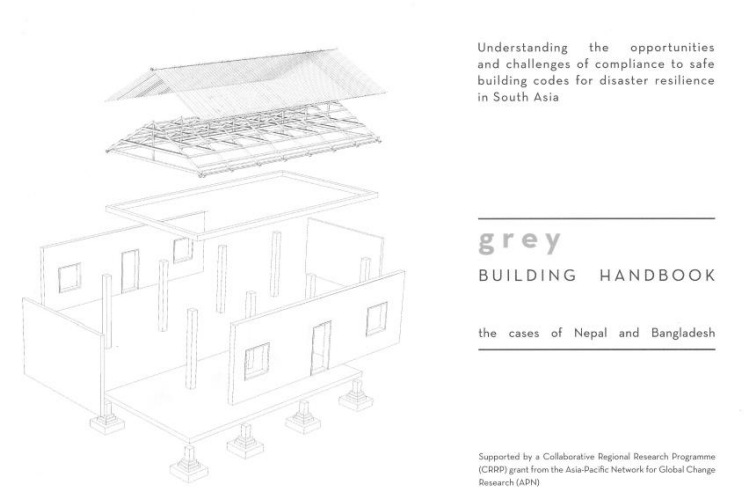 Understanding the opportunities
and challenges of compliance to safe
building codes for disaster resilience
in South Asia
grey
BUILDING HANDBOOK
the cases of Nepal and Bangladesh
Supported by a Collaborative Regional Research Programme
(CRRP) grant from the Asia-Pacific Network for Global Change
Research (APN)